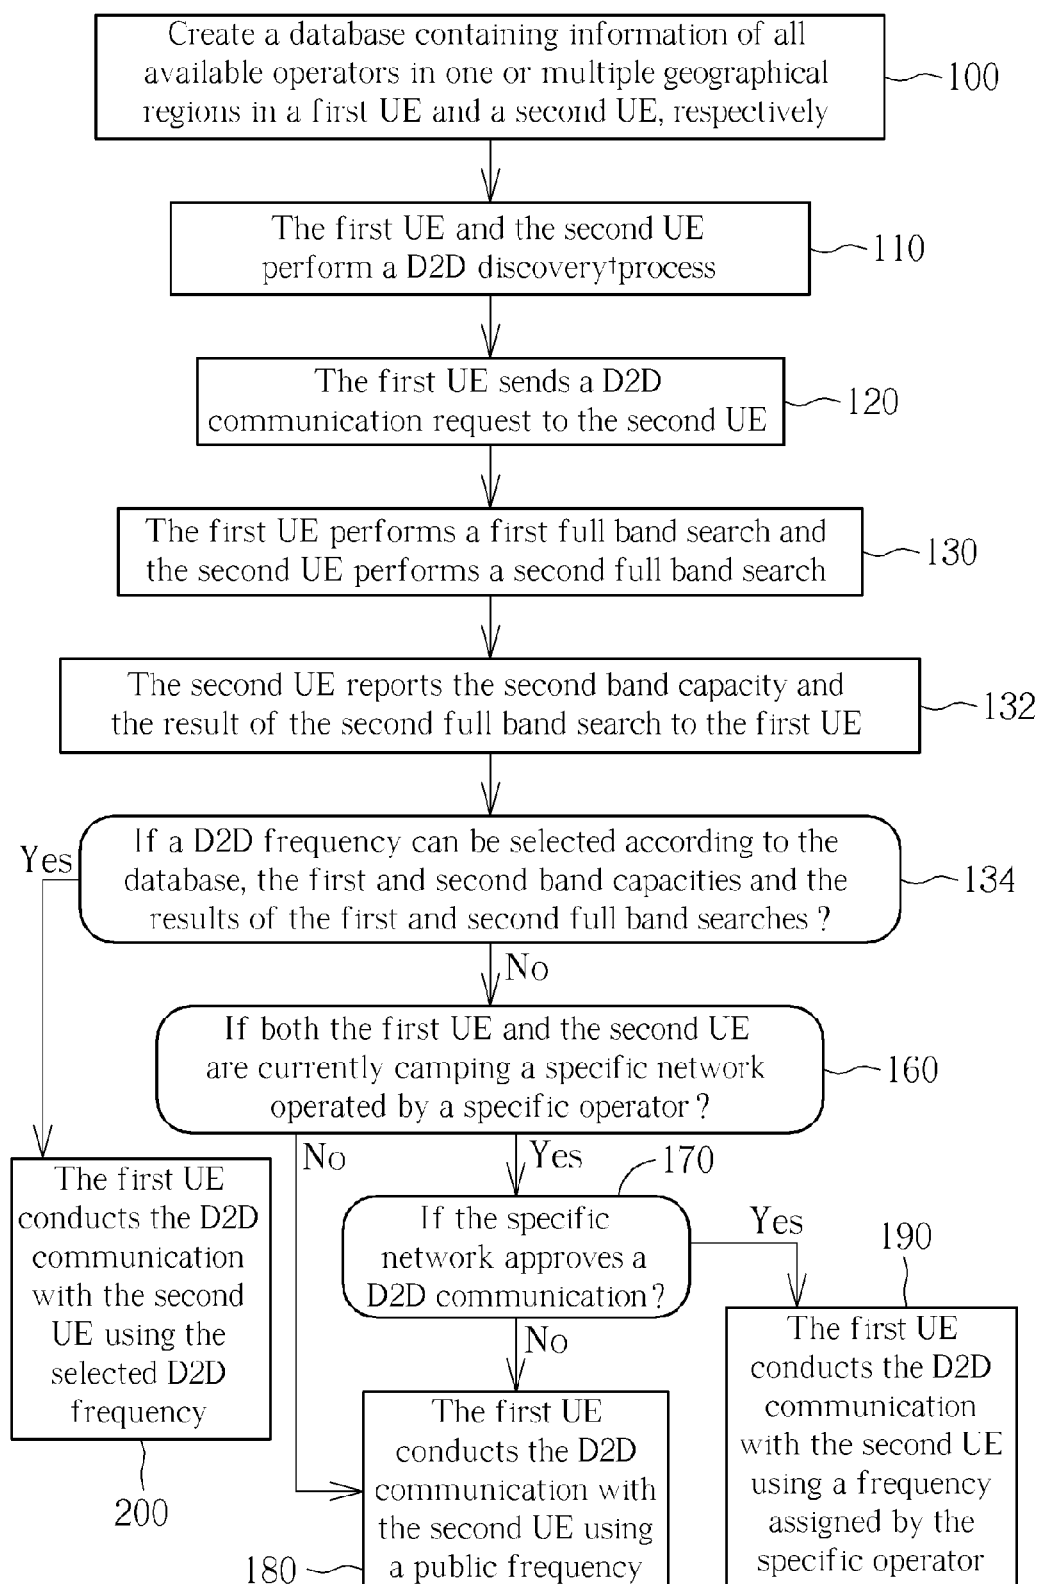 Create a database containing information of all
available operators in one or multiple geographical
regions in a first UE and a second UE, respectively
100
The first UE and the second UE
perform a D2D discovery†process
110
The first UE sends a D2D
communication request to the second UE
120
The first UE performs a first full band search and
the second UE performs a second full band search
130
The second UE reports the second band capacity and
the result of the second full band search to the first UE
132
Yes
If a D2D frequency can be selected according to the
database, the first and second band capacities and the
results of the first and second full band searches?
134
No
If both the first UE and the second UE
are currently camping a specific network
operated by a specific operator?
160
No
Yes
170
The first UE
conducts the D2D
communication
with the second
UE using the
selected D2D
frequency
200
If the specific
network approves a
D2D communication?
Yes
190
No
The first UE
conducts the D2D
communication with
the second UE using
a public frequency
180
The first UE
conducts the D2D
communication
with the second UE
using a frequency
assigned by the
specific operator